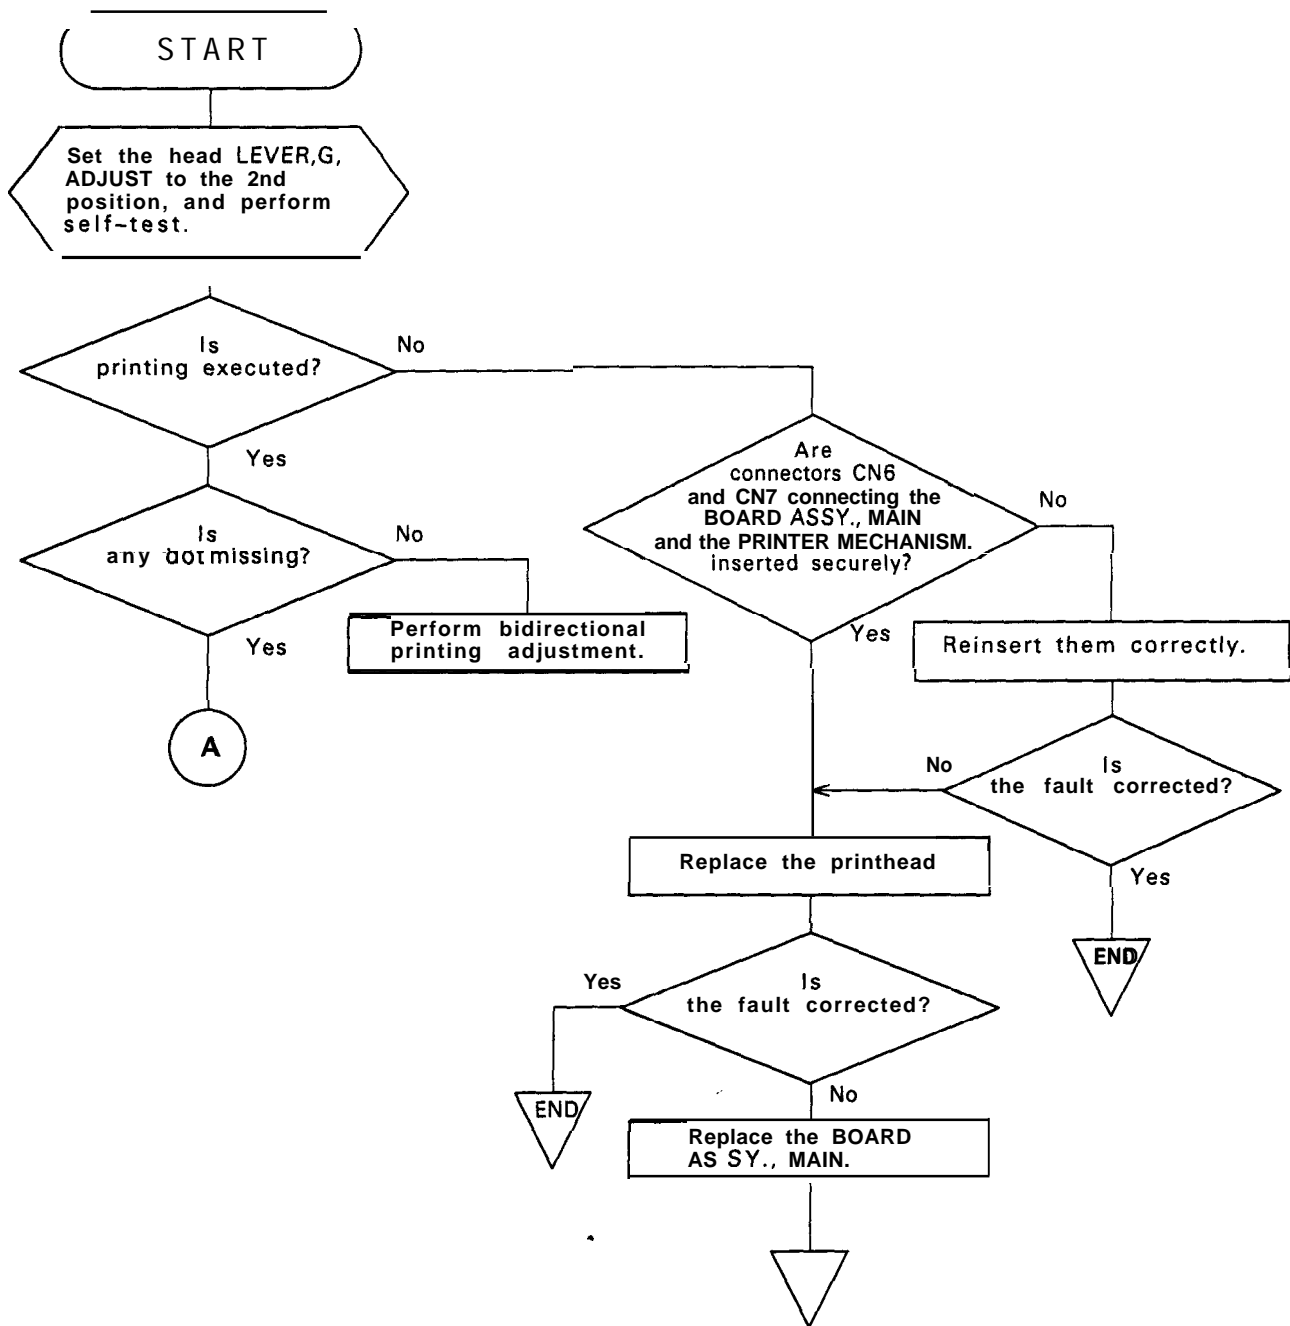 START
Set the head LEVER,G,
ADJUST to the 2nd
position, and perform
self-test.
Is
printing executed?
No
Yes
Is
any dot missing?
No
Yes
Perform bidirectional
printing adjustment.
A
Are
connectors CN6
and CN7 connecting the
BOARD ASSY., MAIN
and the PRINTER MECHANISM.
inserted securely?
No
Yes
Reinsert them correctly.
Is
the fault corrected?
No
Yes
END
Replace the printhead
Is
the fault corrected?
Yes
END
No
Replace the BOARD
AS SY., MAIN.